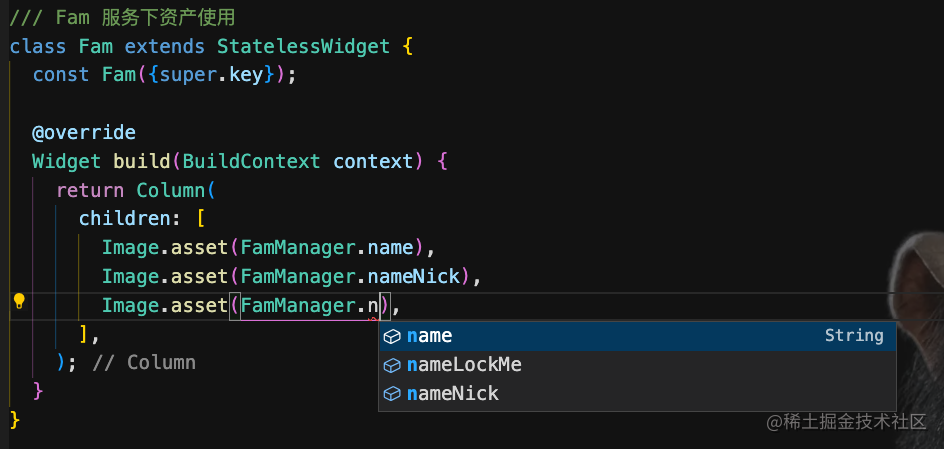 /// Fam 服务下资产使用
class Fam extends StatelessWidget {
const Fam({super.key});
@override
Widget build(BuildContext context) {
return Column(
children: [
Image.asset(FamManager.name),
Image.asset(FamManager.nameNick),
Image.asset(FamManager.n),
name String
], 
nameLockMe
); // Column
nameNick
}
}
@稀土掘金技术社区